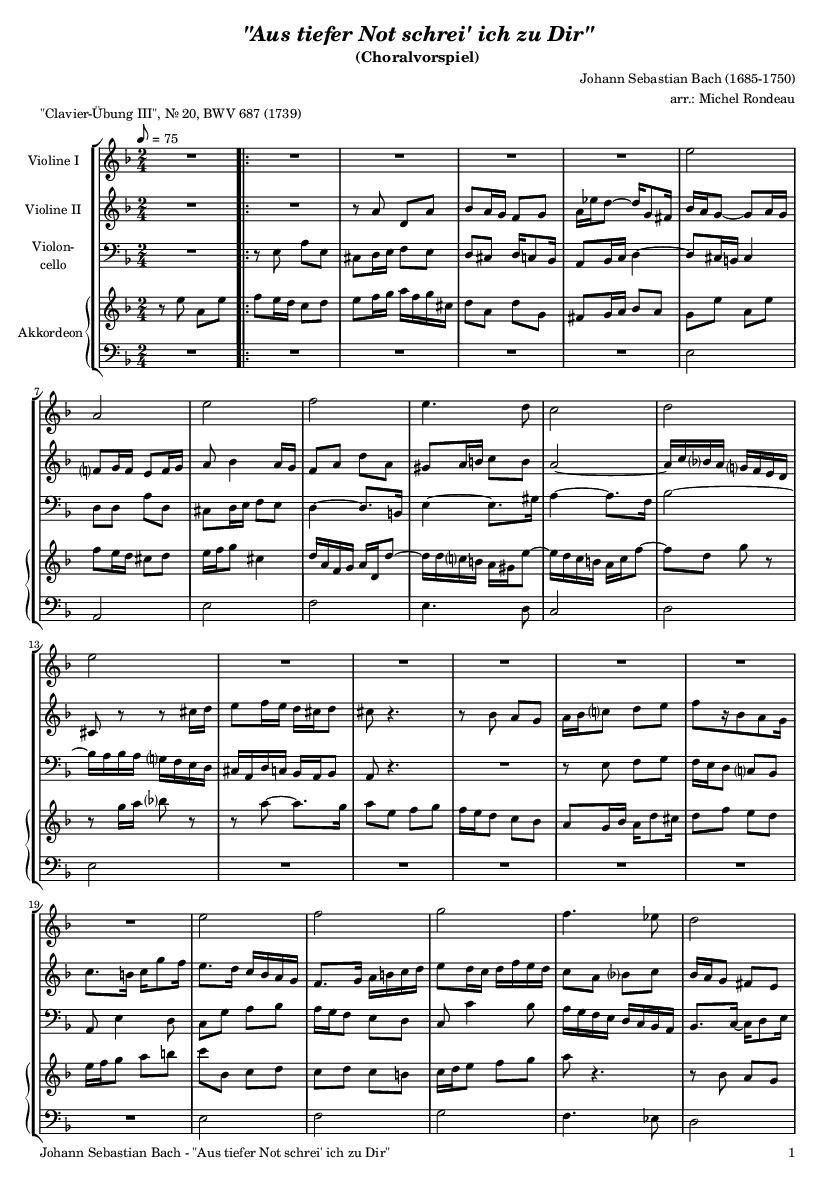 "Aus tiefer Not schrei' ich zu Dir"
(Choralvorspiel)
Johann Sebastian Bach (1685-1750)
arr.: Michel Rondeau
"Clavier-Übung III", № 20, BWV 687 (1739)
= 75
Violine I
Violine II
Violon-
cello
Akkordeon
7
13
19
Johann Sebastian Bach - "Aus tiefer Not schrei' ich zu Dir" 1